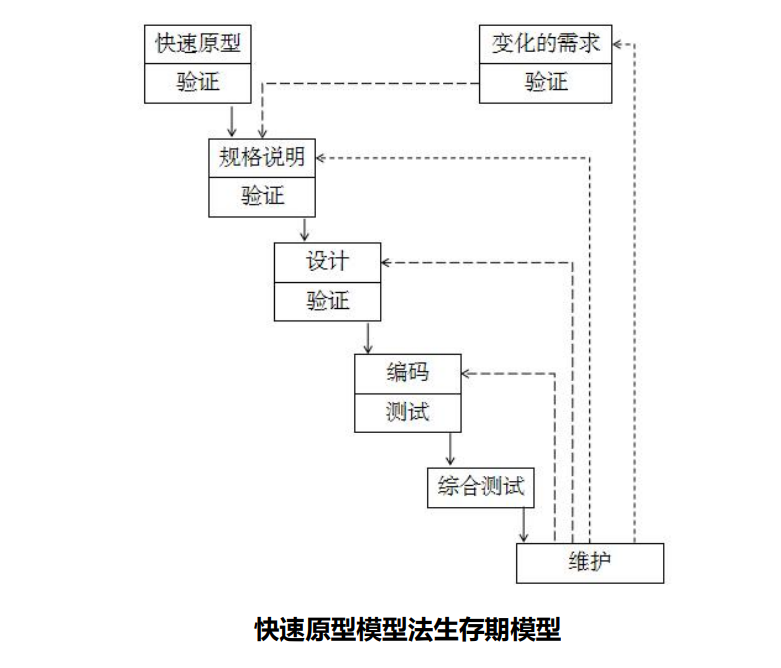 快速原型
验证
变化的需求
验证
规格说明
验证
设计
验证
编码
测试
综合测试
维护
快速原型模型法生存期模型